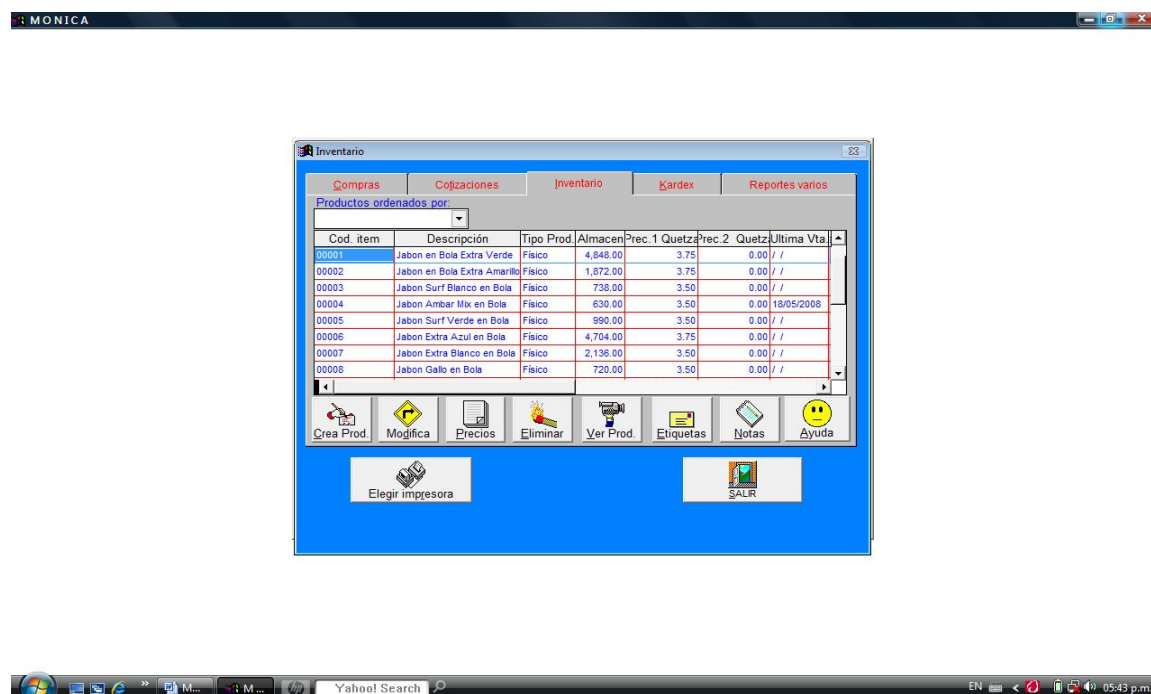 MONICA
Inventario
Compras Cotizaciones Inventario Kardex Reportes varios
Productos ordenados por:
Cod. item Descripción Tipo Prod. Almacen Prec.1 Quetza Prec.2 Quetz Ultima Vta.
00001 Jabon en Bola Extra Verde Físico 4,848.00 3.75 0.00 / /
00002 Jabon en Bola Extra Amarillo Físico 1,872.00 3.75 0.00 / /
00003 Jabon Surf Blanco en Bola Físico 738.00 3.50 0.00 / /
00004 Jabon Ambar Mix en Bola Físico 630.00 3.50 0.00 18/05/2008
00005 Jabon Surf Verde en Bola Físico 990.00 3.50 0.00 / /
00006 Jabon Extra Azul en Bola Físico 4,704.00 3.75 0.00 / /
00007 Jabon Extra Blanco en Bola Físico 2,136.00 3.50 0.00 / /
00008 Jabon Gallo en Bola Físico 720.00 3.50 0.00 / /
Crea Prod. Modifica Precios Eliminar Ver Prod. Etiquetas Notas Ayuda
Elegir impresora SALIR
M... M ... hp Yahoo! Search EN 05:43 p.m.